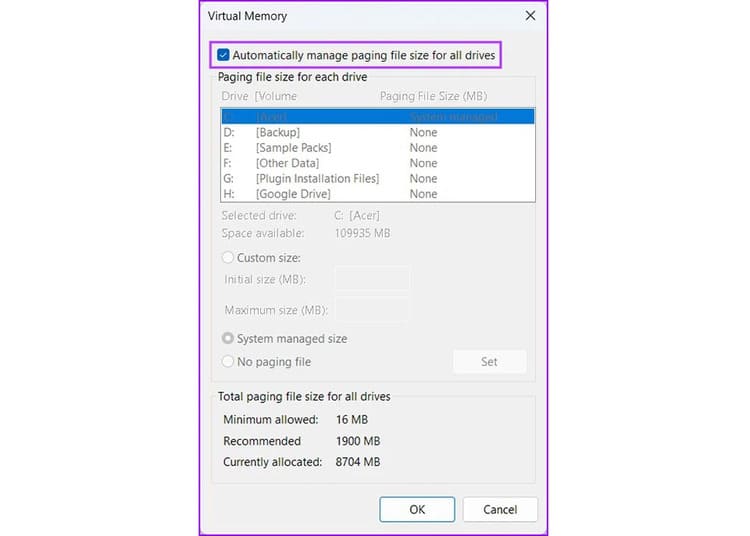 Virtual Memory
Automatically manage paging file size for all drives
Paging file size for each drive
Drive [Volume Paging File Size (MB)
C: [Acer] System managed
D: [Backup] None
E: [Sample Packs] None
F: [Other Data] None
G: [Plugin Installation Files] None
H: [Google Drive] None
Selected drive: C: [Acer]
Space available: 109935 MB
Custom size:
Initial size (MB):
Maximum size (MB):
System managed size
No paging file Set
Total paging file size for all drives
Minimum allowed: 16 MB
Recommended 1900 MB
Currently allocated: 8704 MB
OK Cancel